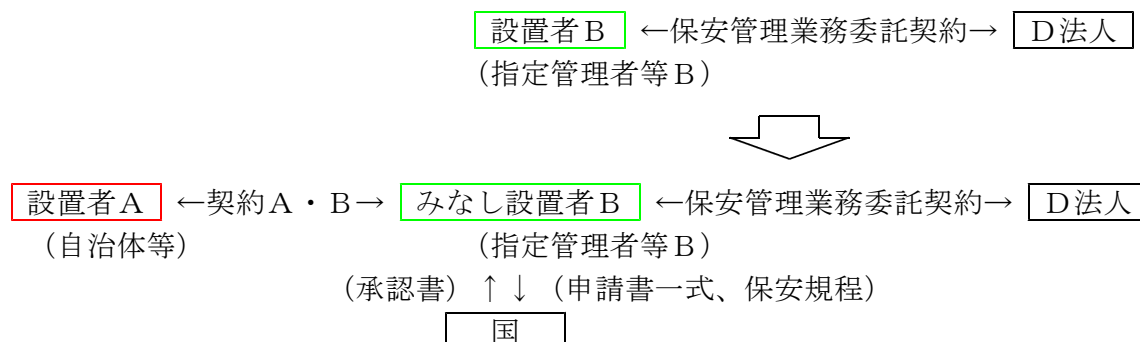 設置者B ←保安管理業務委託契約→ D法人
(指定管理者等B)
設置者A ←契約A・B→ みなし設置者B ←保安管理業務委託契約→ D法人
(自治体等) (指定管理者等B)
(承認書) ↑↓ (申請書一式、保安規程)
国